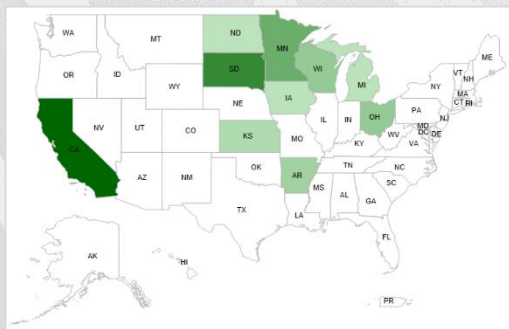 WA
MT
ND
MN
ME
OR
ID
SD
WI
MI
VT
NH
NY
MA
CT
RI
WY
NE
IA
PA
NJ
IL
IN
OH
MD
DC
DE
NV
UT
CO
KS
MO
KY
WV
VA
CA
AZ
NM
OK
AR
TN
NC
MS
AL
GA
SC
TX
LA
FL
AK
HI
PR